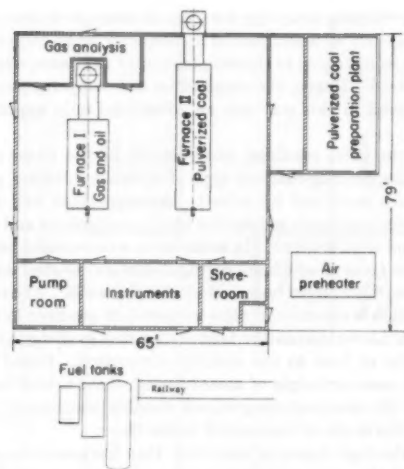 Gas analysis
Furnace I
Gas and oil
Furnace II
Pulverized coal
Pulverized coal
preparation plant
79'
Air
preheater
Pump
room
Instruments
Store-
room
65'
Fuel tanks
Railway